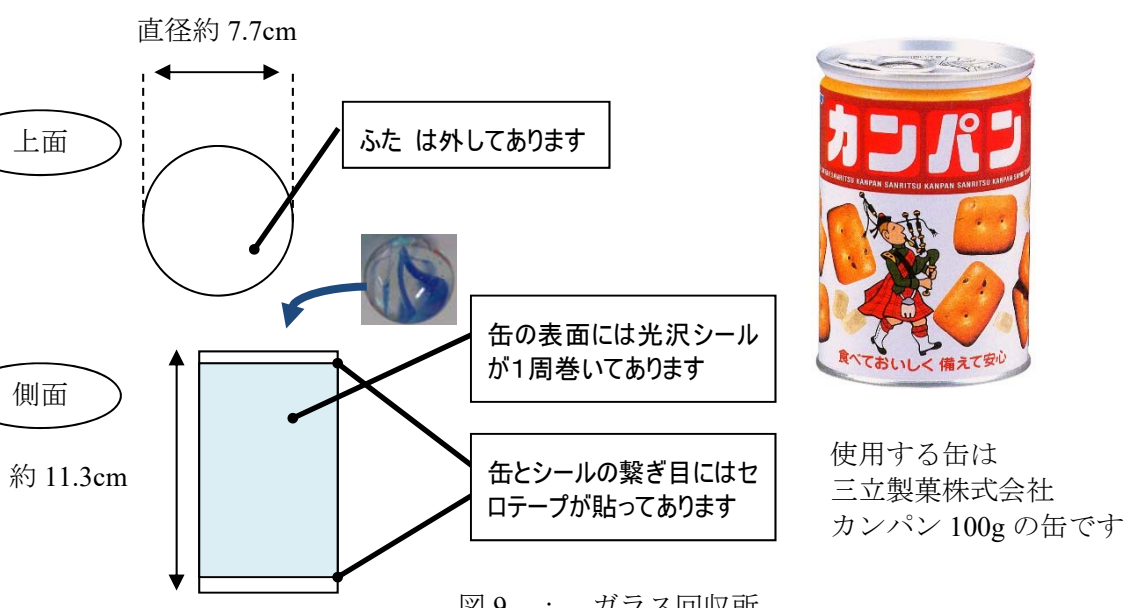 直径約 7.7cm
上面
ふた は外してあります
缶の表面には光沢シール
が１周巻いてあります
側面
約 11.3cm
缶とシールの繋ぎ目にはセ
ロテープが貼ってあります
カンパン
SANRITSU KANPAN SANRITSU KANPAN SANRITSU KANPAN
食べておいしく 備えて安心
使用する缶は
三立製菓株式会社
カンパン 100g の缶です
図 9 ： ガラス回収所